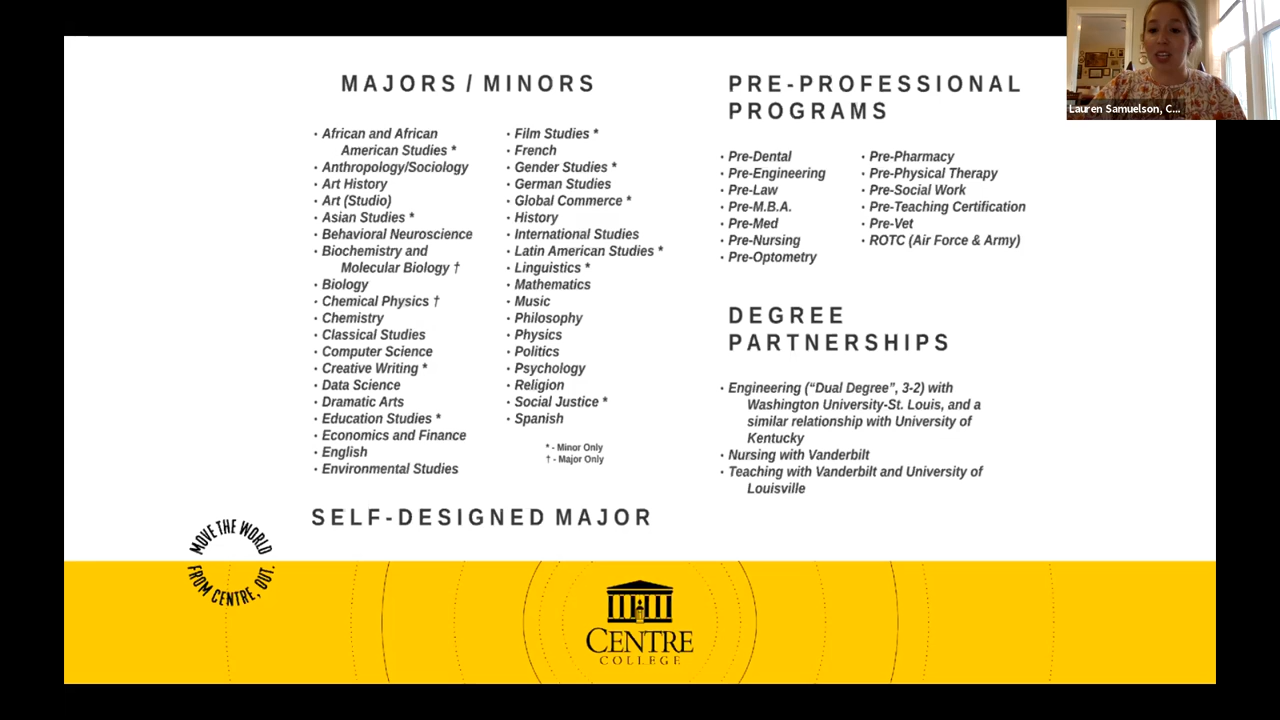 MAJORS / MINORS
• African and African
American Studies *
• Anthropology/Sociology
• Art History
• Art (Studio)
• Asian Studies *
• Behavioral Neuroscience
• Biochemistry and
Molecular Biology †
• Biology
• Chemical Physics †
• Chemistry
• Classical Studies
• Computer Science
• Creative Writing *
• Data Science
• Dramatic Arts
• Education Studies *
• Economics and Finance
• English
• Environmental Studies
• Film Studies *
• French
• Gender Studies *
• German Studies
• Global Commerce *
• History
• International Studies
• Latin American Studies *
• Linguistics *
• Mathematics
• Music
• Philosophy
• Physics
• Politics
• Psychology
• Religion
• Social Justice *
• Spanish
* - Minor Only
† - Major Only
SELF-DESIGNED MAJOR
PRE-PROFESSIONAL
PROGRAMS
• Pre-Dental
• Pre-Engineering
• Pre-Law
• Pre-M.B.A.
• Pre-Med
• Pre-Nursing
• Pre-Optometry
• Pre-Pharmacy
• Pre-Physical Therapy
• Pre-Social Work
• Pre-Teaching Certification
• Pre-Vet
• ROTC (Air Force & Army)
DEGREE
PARTNERSHIPS
• Engineering (“Dual Degree”, 3-2) with
Washington University-St. Louis, and a
similar relationship with University of
Kentucky
• Nursing with Vanderbilt
• Teaching with Vanderbilt and University of
Louisville
Lauren Samuelson, C...
MOVE THE WORLD
FROM CENTRE, OUT.
CENTRE
COLLEGE